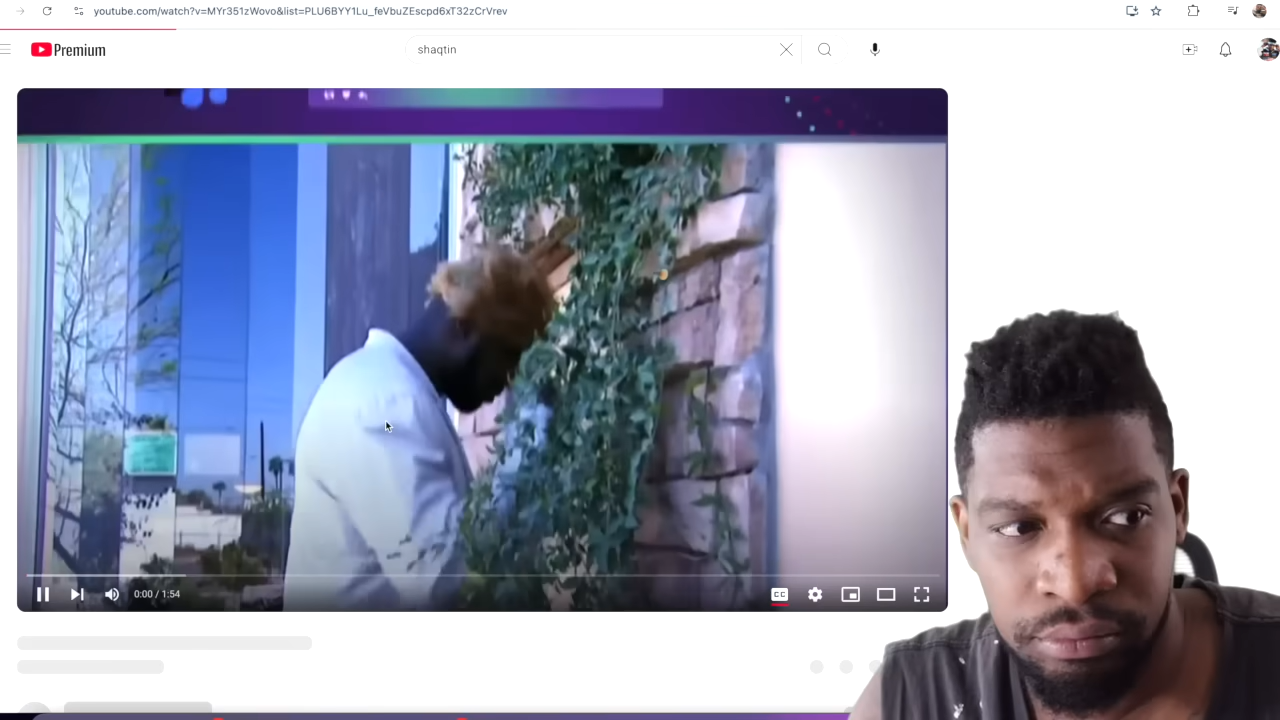 youtube.com/watch?v=MYr351zWovo&list=PLU6BYY1Lu_feVbuZEscpd6xT32zCrVrev
Premium
shaqtin
0:00 / 1:54
CC